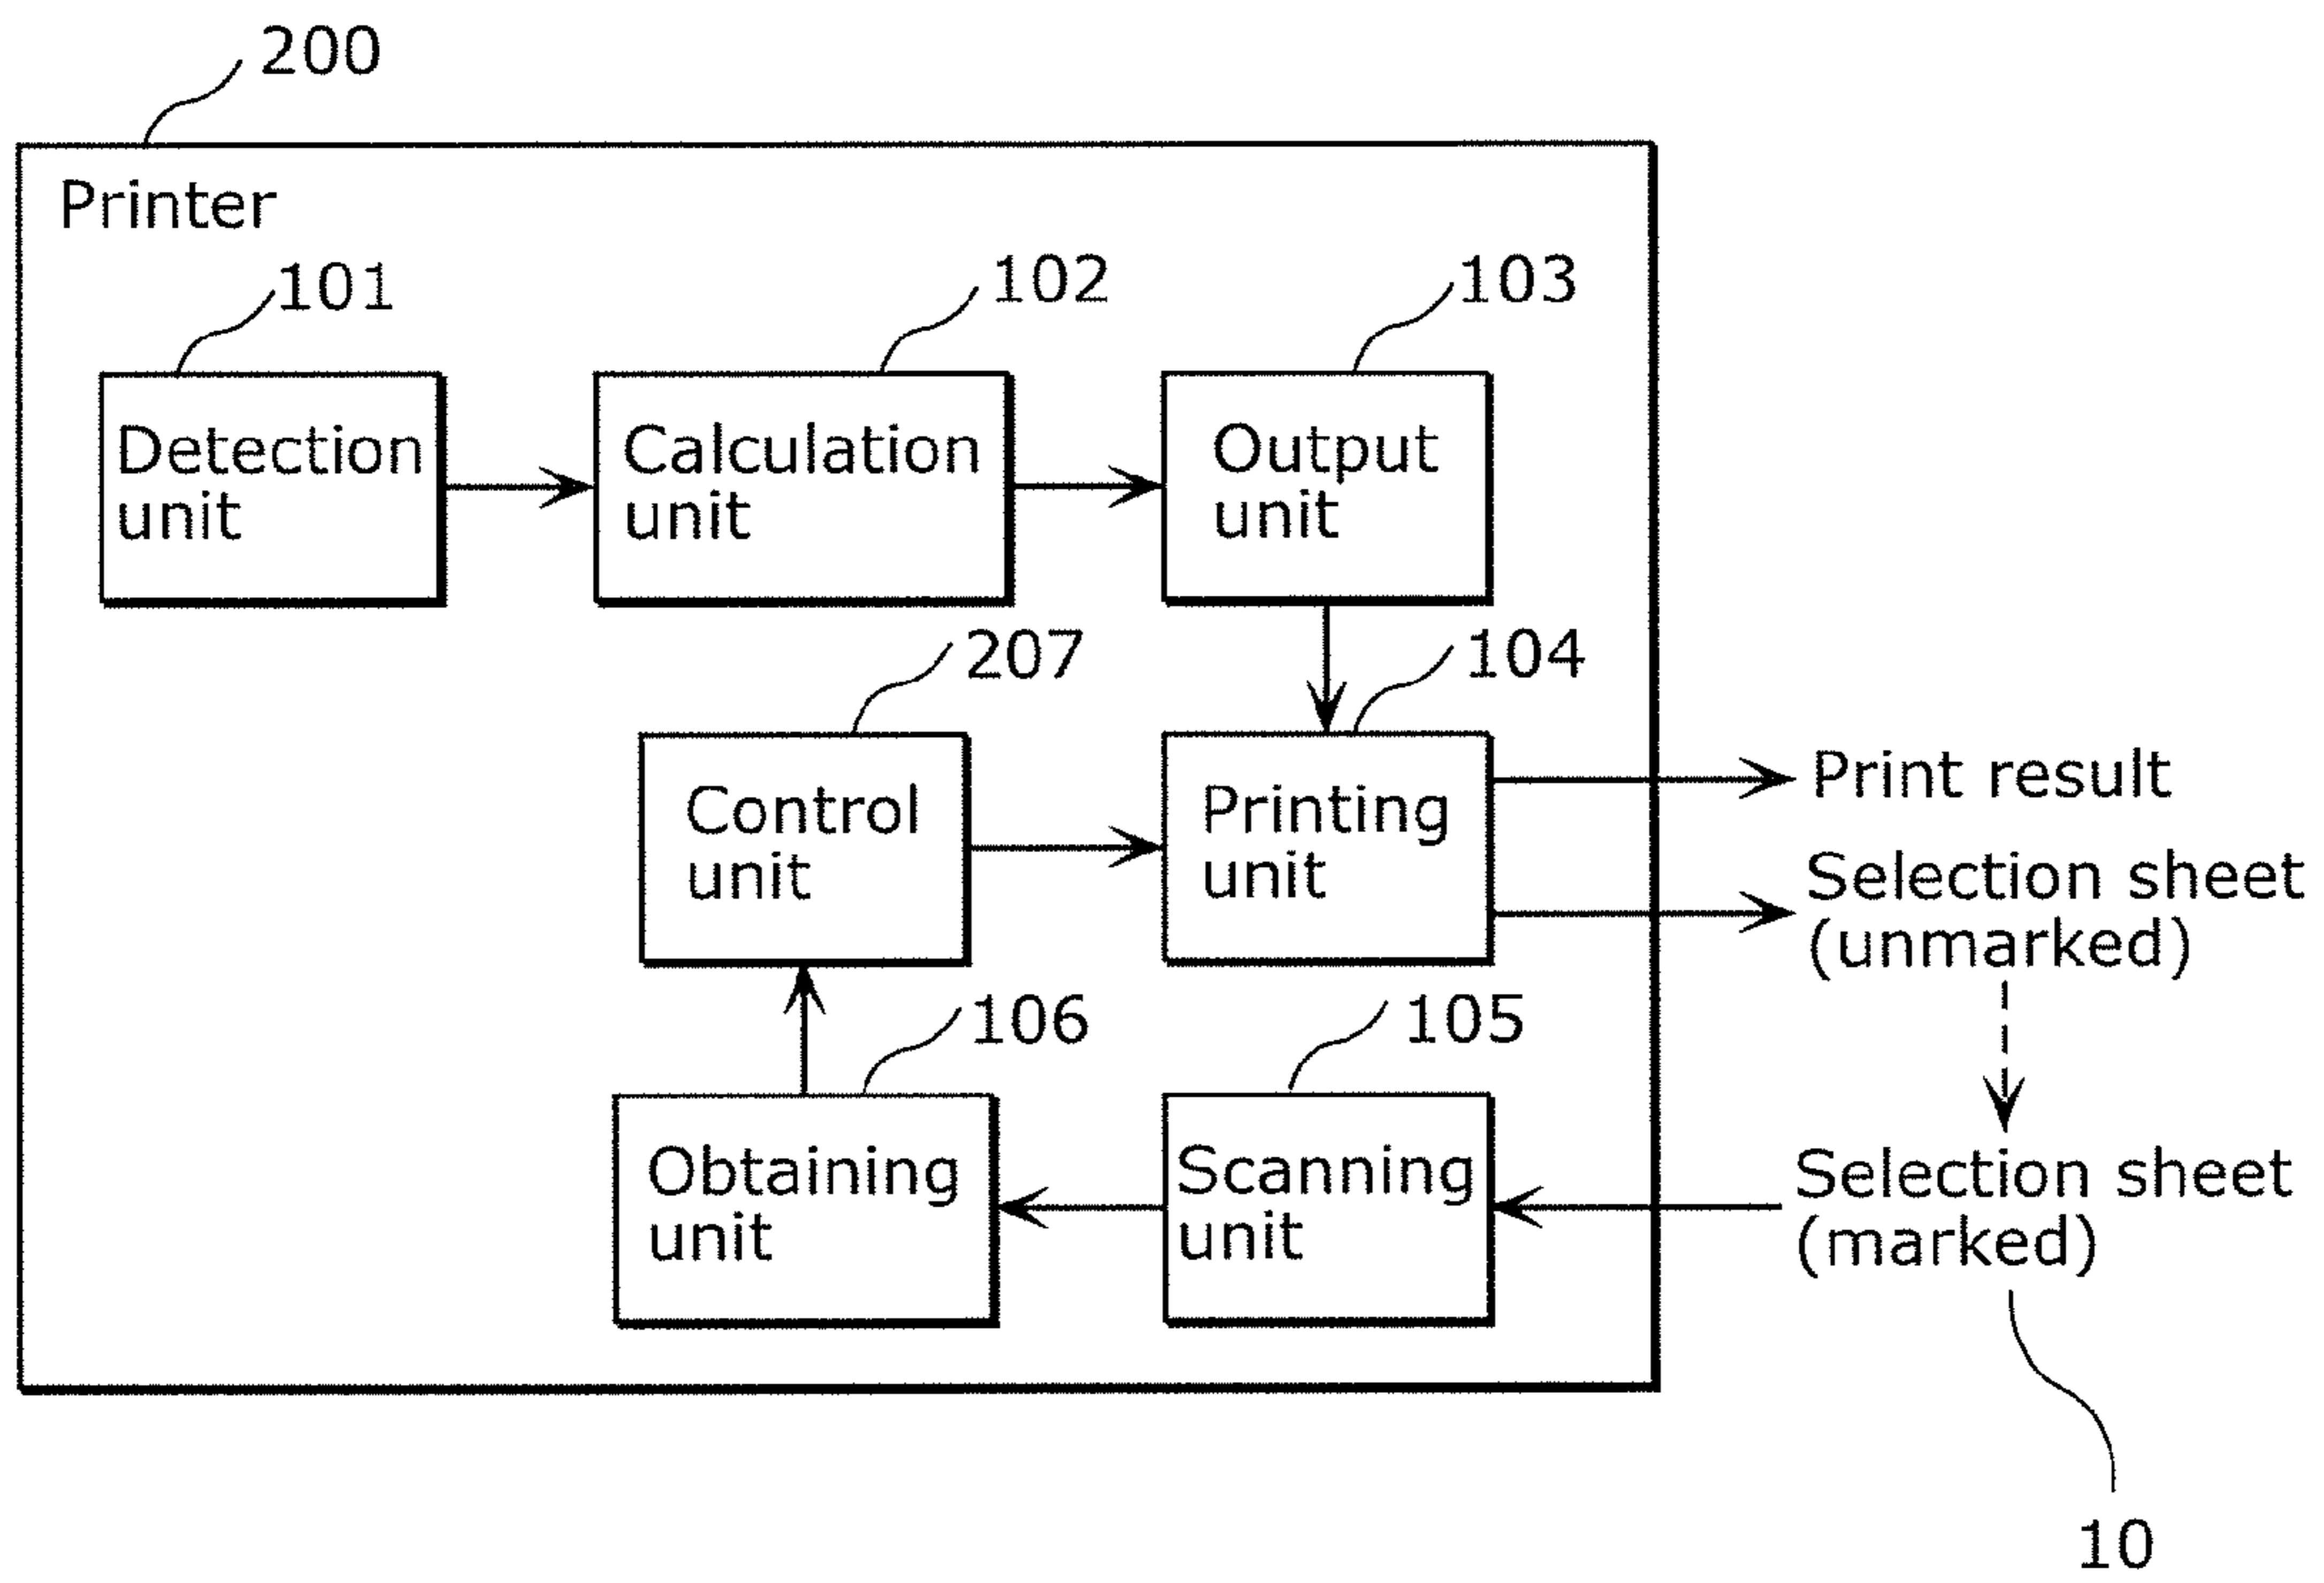 200
Printer
101
102
103
Detection
unit
Calculation
unit
Output
unit
207
104
Control
unit
Printing
unit
Print result
Selection sheet
(unmarked)
106
105
Obtaining
unit
Scanning
unit
Selection sheet
(marked)
10